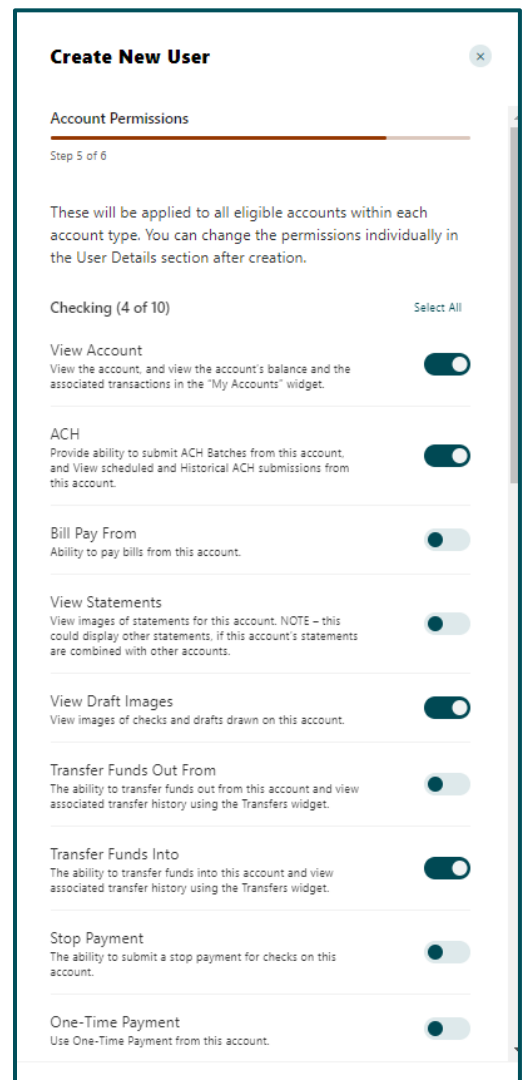 Create New User
Account Permissions
Step 5 of 6
These will be applied to all eligible accounts within each
account type. You can change the permissions individually in
the User Details section after creation.
Checking (4 of 10)
Select All
View Account
View the account, and view the account's balance and the
associated transactions in the "My Accounts" widget.
ACH
Provide ability to submit ACH Batches from this account,
and View scheduled and Historical ACH submissions from
this account.
Bill Pay From
Ability to pay bills from this account.
View Statements
View images of statements for this account. NOTE – this
could display other statements, if this account's statements
are combined with other accounts.
View Draft Images
View images of checks and drafts drawn on this account.
Transfer Funds Out From
The ability to transfer funds out from this account and view
associated transfer history using the Transfers widget.
Transfer Funds Into
The ability to transfer funds into this account and view
associated transfer history using the Transfers widget.
Stop Payment
The ability to submit a stop payment for checks on this
account.
One-Time Payment
Use One-Time Payment from this account.